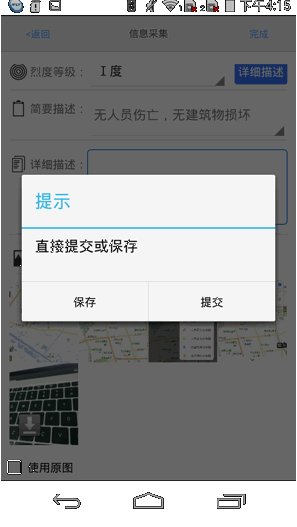 下午4:15
<返回 信息采集 完成
烈度等级： Ⅰ度 详细描述
简要描述： 无人员伤亡，无建筑物损坏
详细描述：
提示
直接提交或保存
保存 提交
使用原图